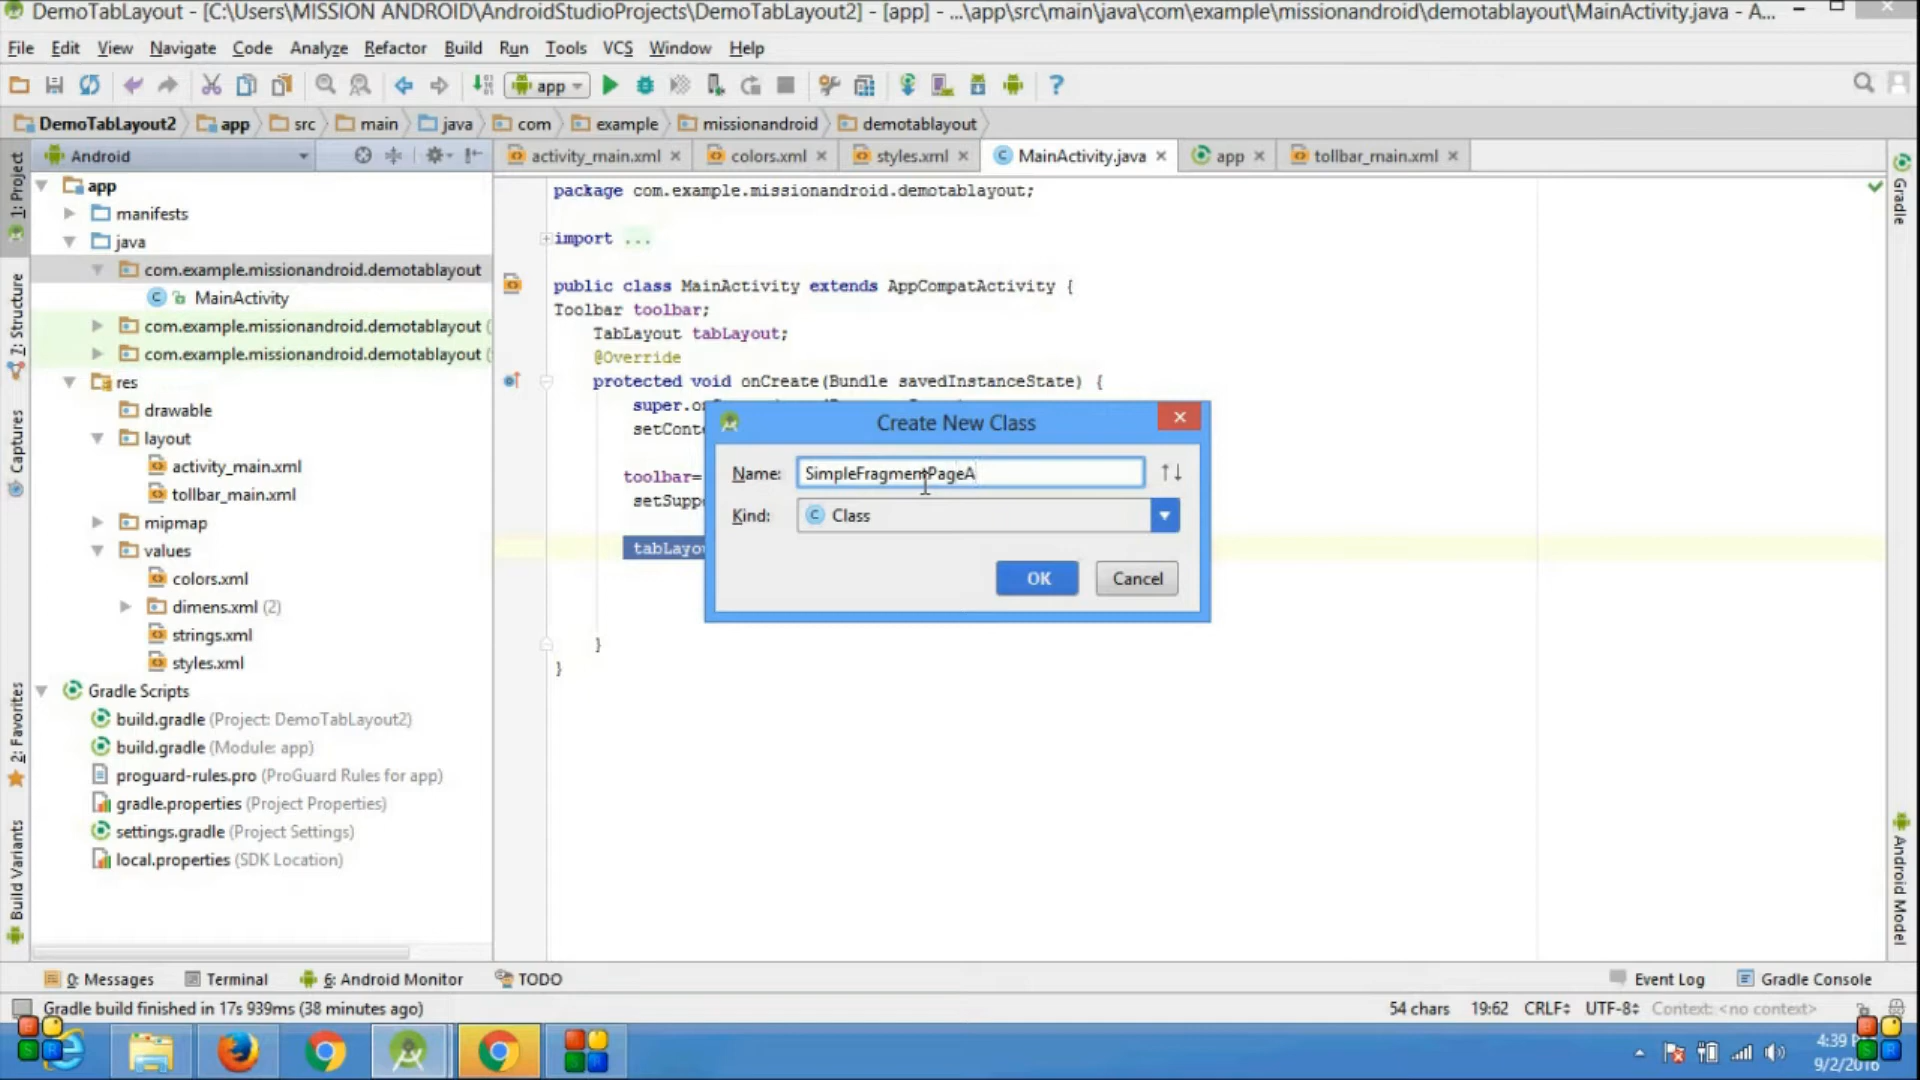 DemoTabLayout - [C:\Users\MISSION ANDROID\AndroidStudioProjects\DemoTabLayout2] - [app] - ...\app\src\main\java\com\example\missionandroid\demotablayout\MainActivity.java - A...
File Edit View Navigate Code Analyze Refactor Build Run Tools VCS Window Help
app
DemoTabLayout2 app src main java com example missionandroid demotablayout
Android
activity_main.xml colors.xml styles.xml MainActivity.java app tollbar_main.xml
1: Project
7: Structure
Captures
2: Favorites
Build Variants
app
manifests
java
com.example.missionandroid.demotablayout
MainActivity
com.example.missionandroid.demotablayout (
com.example.missionandroid.demotablayout (
res
drawable
layout
activity_main.xml
tollbar_main.xml
mipmap
values
colors.xml
dimens.xml (2)
strings.xml
styles.xml
Gradle Scripts
build.gradle (Project: DemoTabLayout2)
build.gradle (Module: app)
proguard-rules.pro (ProGuard Rules for app)
gradle.properties (Project Properties)
settings.gradle (Project Settings)
local.properties (SDK Location)
package com.example.missionandroid.demotablayout;
import ...
public class MainActivity extends AppCompatActivity {
Toolbar toolbar;
TabLayout tabLayout;
@Override
protected void onCreate(Bundle savedInstanceState) {
super.on
setConte
toolbar=
setSuppo
tabLayou
}
}
Create New Class
Name: SimpleFragmentPageA
Kind: Class
OK Cancel
Gradle
Android Model
0: Messages Terminal 6: Android Monitor TODO Event Log Gradle Console
Gradle build finished in 17s 939ms (38 minutes ago) 54 chars 19:62 CRLF UTF-8 Context: <no context>
4:39
9/2/2016